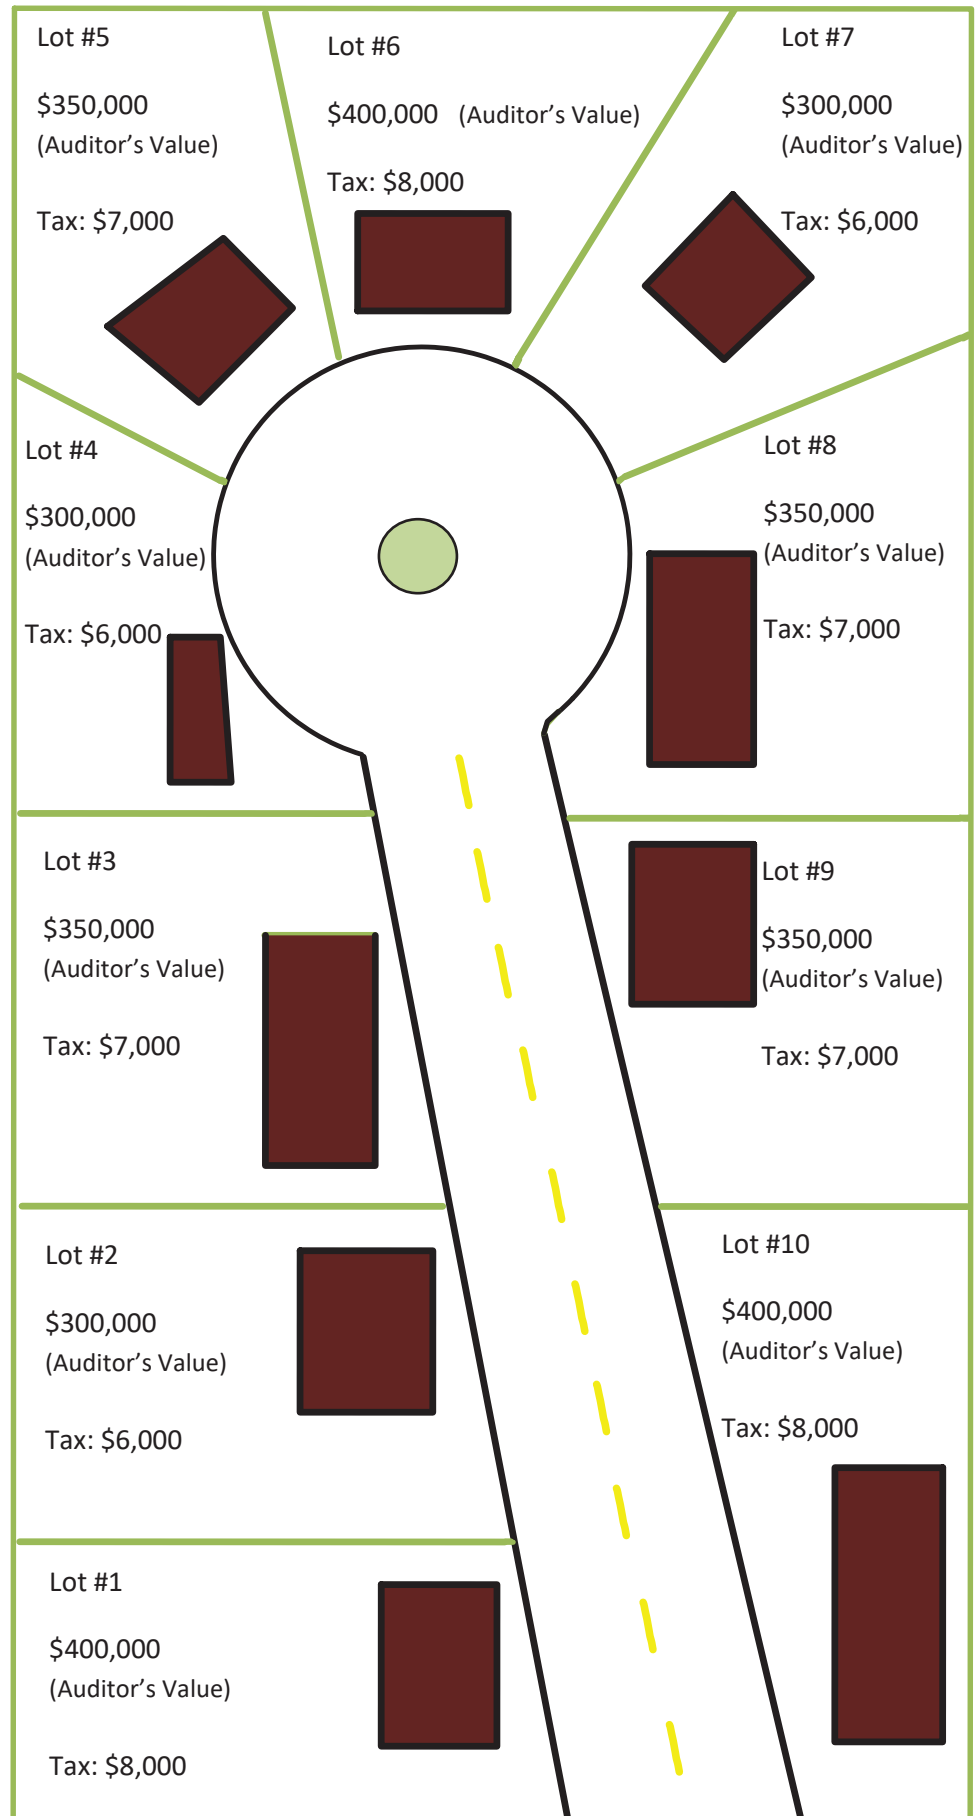 Lot #5
$350,000
(Auditor's Value)
Tax: $7,000
Lot #6
$400,000 (Auditor's Value)
Tax: $8,000
Lot #7
$300,000
(Auditor's Value)
Tax: $6,000
Lot #4
$300,000
(Auditor's Value)
Tax: $6,000
Lot #8
$350,000
(Auditor's Value)
Tax: $7,000
Lot #3
$350,000
(Auditor's Value)
Tax: $7,000
Lot #9
$350,000
(Auditor's Value)
Tax: $7,000
Lot #2
$300,000
(Auditor's Value)
Tax: $6,000
Lot #10
$400,000
(Auditor's Value)
Tax: $8,000
Lot #1
$400,000
(Auditor's Value)
Tax: $8,000